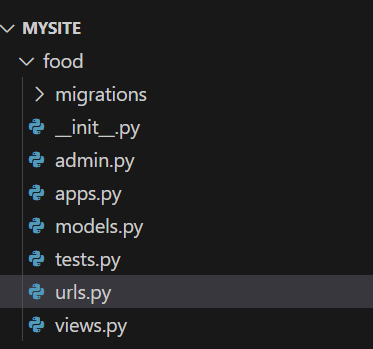 MYSITE
food
migrations
__init__.py
admin.py
apps.py
models.py
tests.py
urls.py
views.py